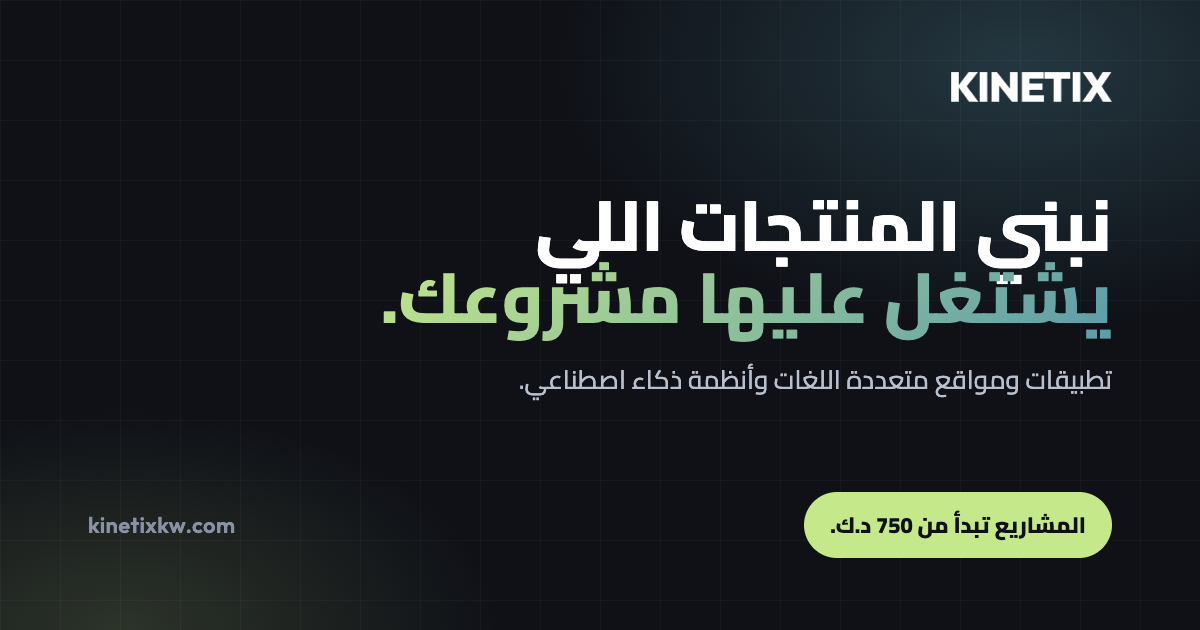 KINETIX
نبني المنتجات اللي
يشتغل عليها مشروعك.
تطبيقات ومواقع متعددة اللغات وأنظمة ذكاء اصطناعي.
المشاريع تبدأ من 750 د.ك.
kinetixkw.com